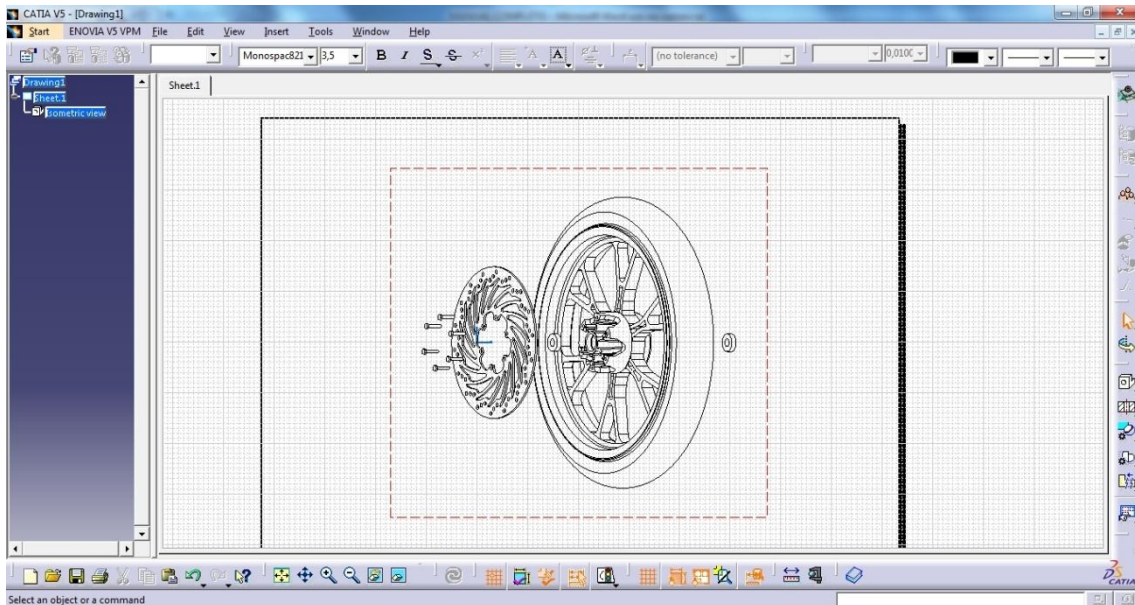 CATIA V5 - [Drawing1]
Start ENOVIA V5 VPM File Edit View Insert Tools Window Help
Monospac821 3,5 B I S S (no tolerance) 0,010
Drawing1
Sheet.1
Isometric view
Sheet.1
CATIA
Select an object or a command